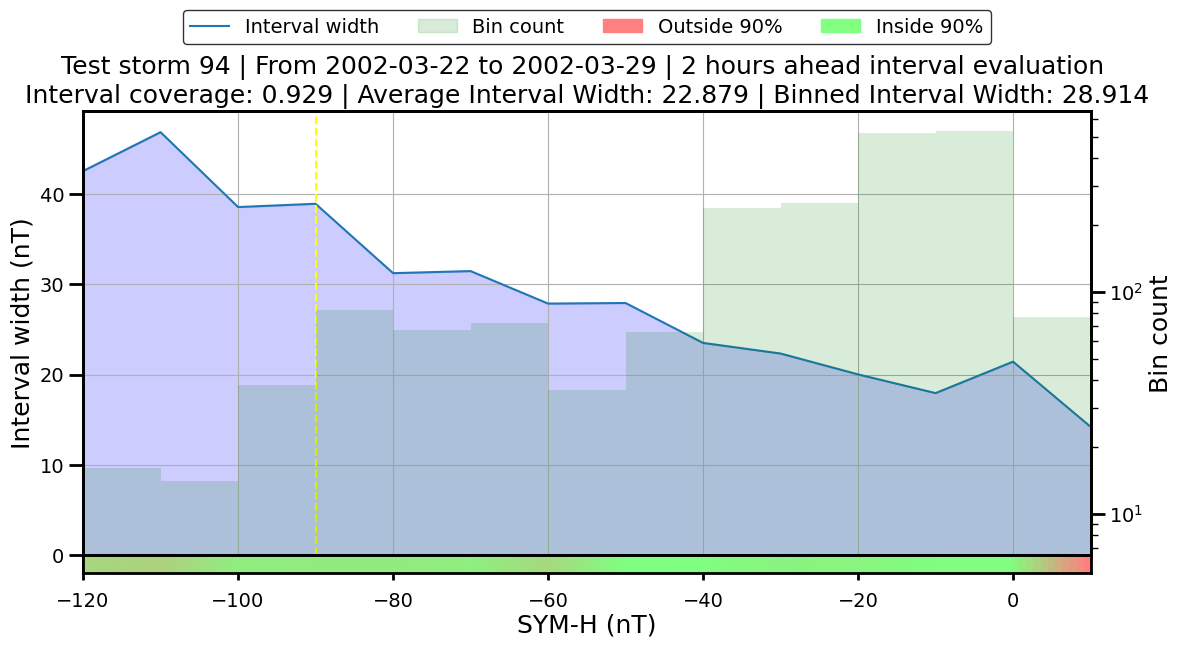 Interval width Bin count Outside 90% Inside 90%
Test storm 94 | From 2002-03-22 to 2002-03-29 | 2 hours ahead interval evaluation
Interval coverage: 0.929 | Average Interval Width: 22.879 | Binned Interval Width: 28.914
Interval width (nT)
40
30
20
10
0
10²
10¹
Bin count
−120 −100 −80 −60 −40 −20 0
SYM-H (nT)